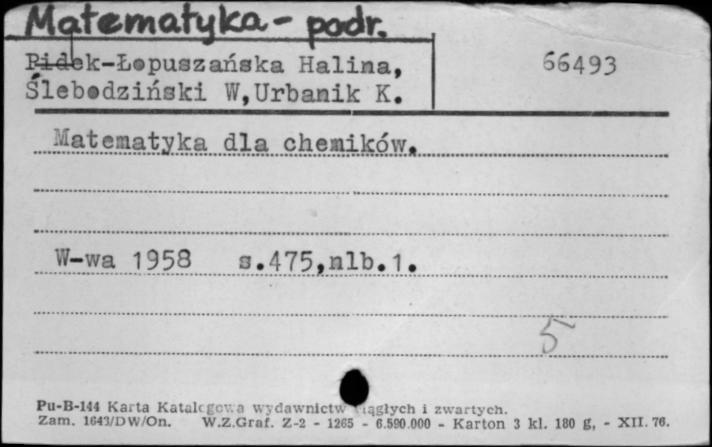 Matematyka - podr.
Pidek-Łopuszańska Halina,
66493
Ślebodziński W,Urbanik K.
Matematyka dla chemików.
W-wa 1958 s.475,nlb.1.
5
Pu-B-144 Karta Katalogowa wydawnictw ciągłych i zwartych.
Zam. 1643/DW/On. W.Z.Graf. Z-2 - 1265 - 6.590.000 - Karton 3 kl. 180 g, - XII. 76.